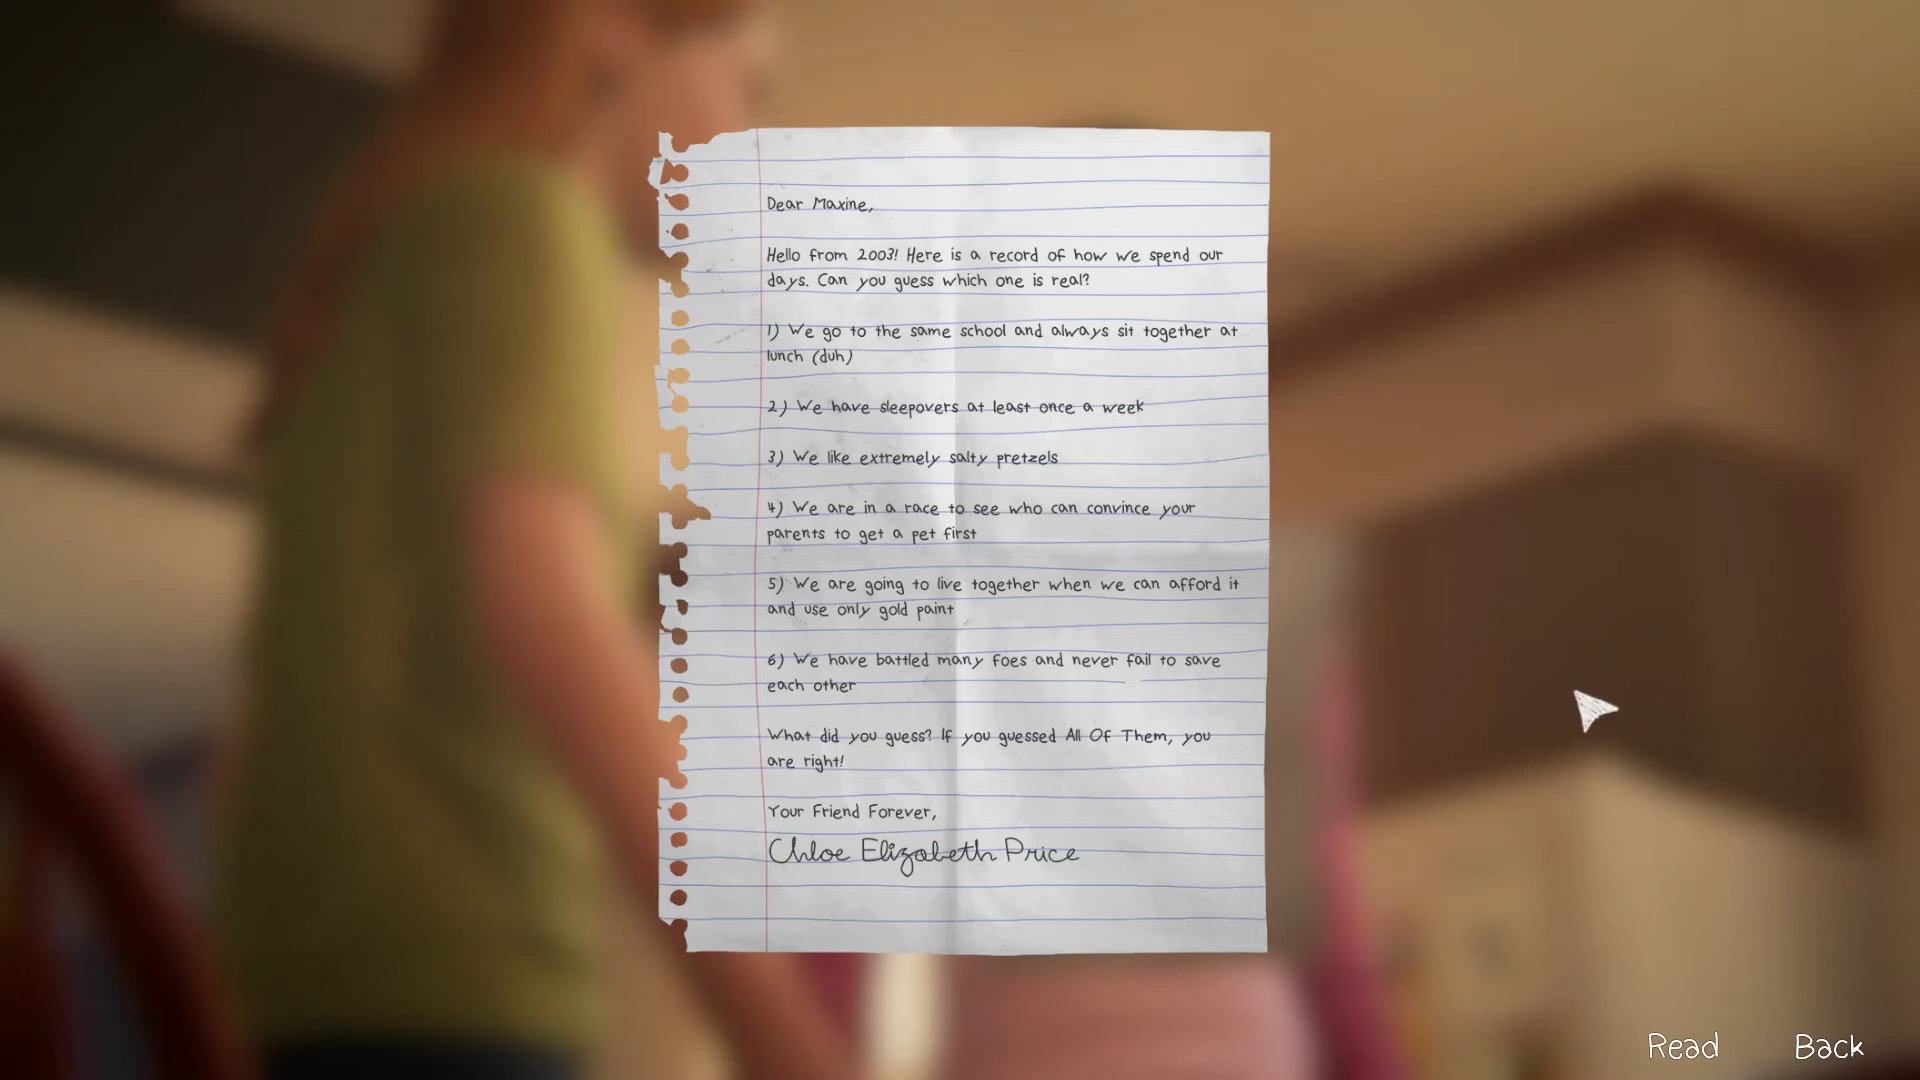 Dear Maxine,
Hello from 2003! Here is a record of how we spend our
days. Can you guess which one is real?
1) We go to the same school and always sit together at
lunch (duh)
2) We have sleepovers at least once a week
3) We like extremely salty pretzels
4) We are in a race to see who can convince your
parents to get a pet first
5) We are going to live together when we can afford it
and use only gold paint
6) We have battled many foes and never fail to save
each other
What did you guess? If you guessed All Of Them, you
are right!
Your Friend Forever,
Chloe Elizabeth Price
Read
Back